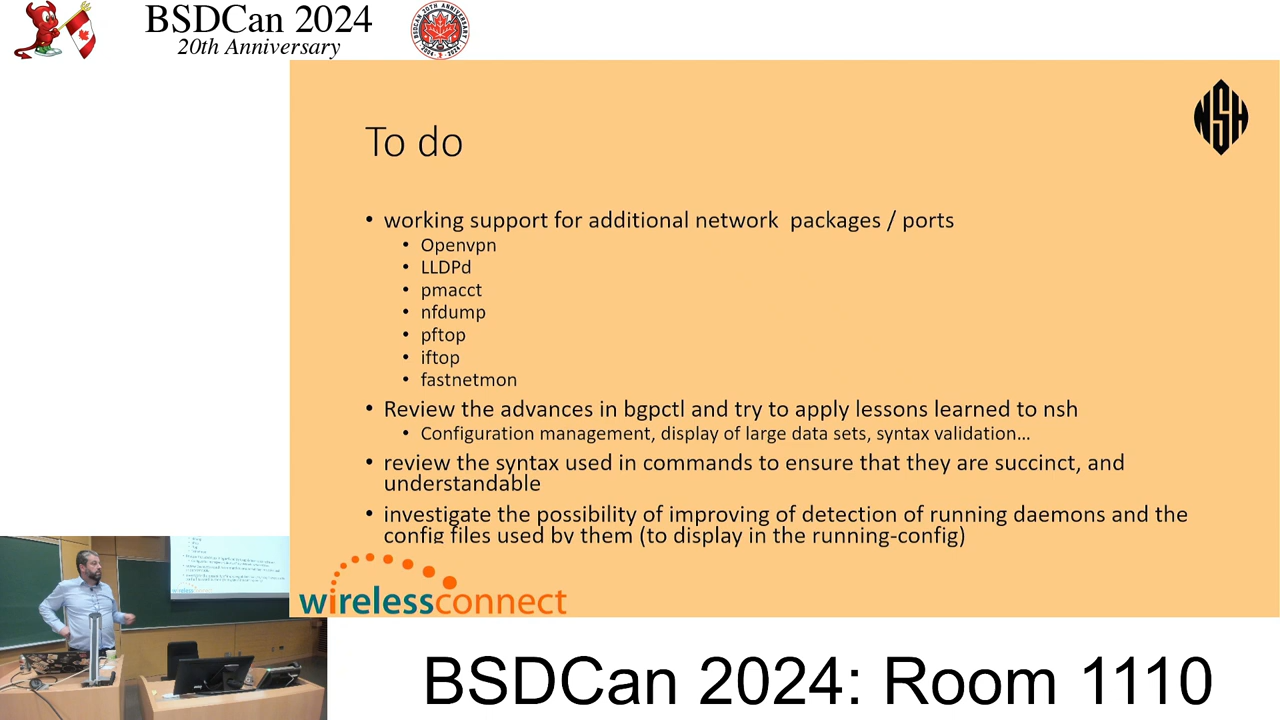 BSDCan 2024
20th Anniversary
NSH
To do
• working support for additional network packages / ports
• Openvpn
• LLDPd
• pmacct
• nfdump
• pftop
• iftop
• fastnetmon
• Review the advances in bgpctl and try to apply lessons learned to nsh
• Configuration management, display of large data sets, syntax validation...
• review the syntax used in commands to ensure that they are succinct, and
understandable
• investigate the possibility of improving of detection of running daemons and the
config files used by them (to display in the running-config)
wirelessconnect
BSDCan 2024: Room 1110